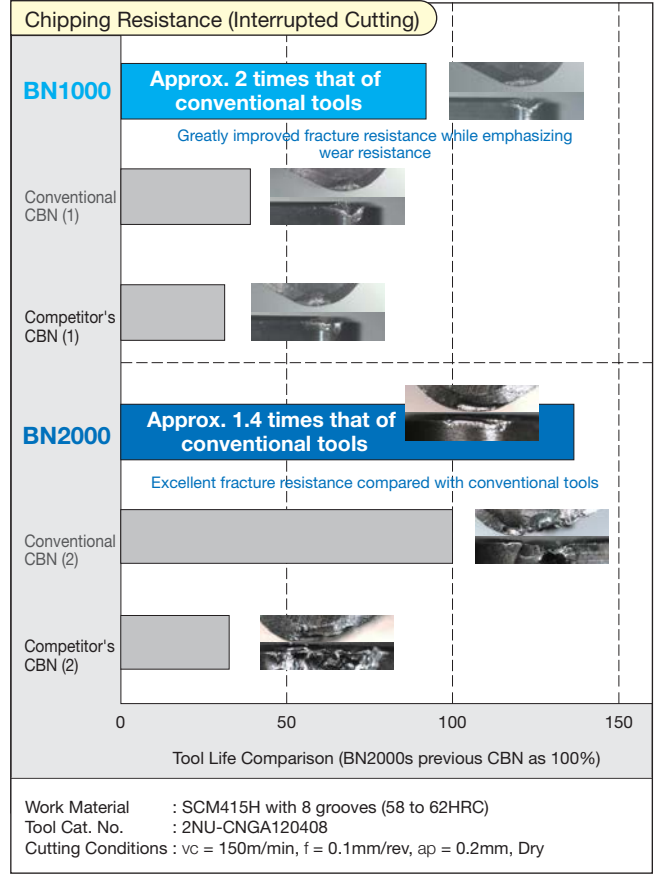 Chipping Resistance (Interrupted Cutting)
BN1000
Approx. 2 times that of
conventional tools
Greatly improved fracture resistance while emphasizing
wear resistance
Conventional
CBN (1)
Competitor's
CBN (1)
BN2000
Approx. 1.4 times that of
conventional tools
Excellent fracture resistance compared with conventional tools
Conventional
CBN (2)
Competitor's
CBN (2)
0 50 100 150
Tool Life Comparison (BN2000s previous CBN as 100%)
Work Material : SCM415H with 8 grooves (58 to 62HRC)
Tool Cat. No. : 2NU-CNGA120408
Cutting Conditions : vc = 150m/min, f = 0.1mm/rev, ap = 0.2mm, Dry